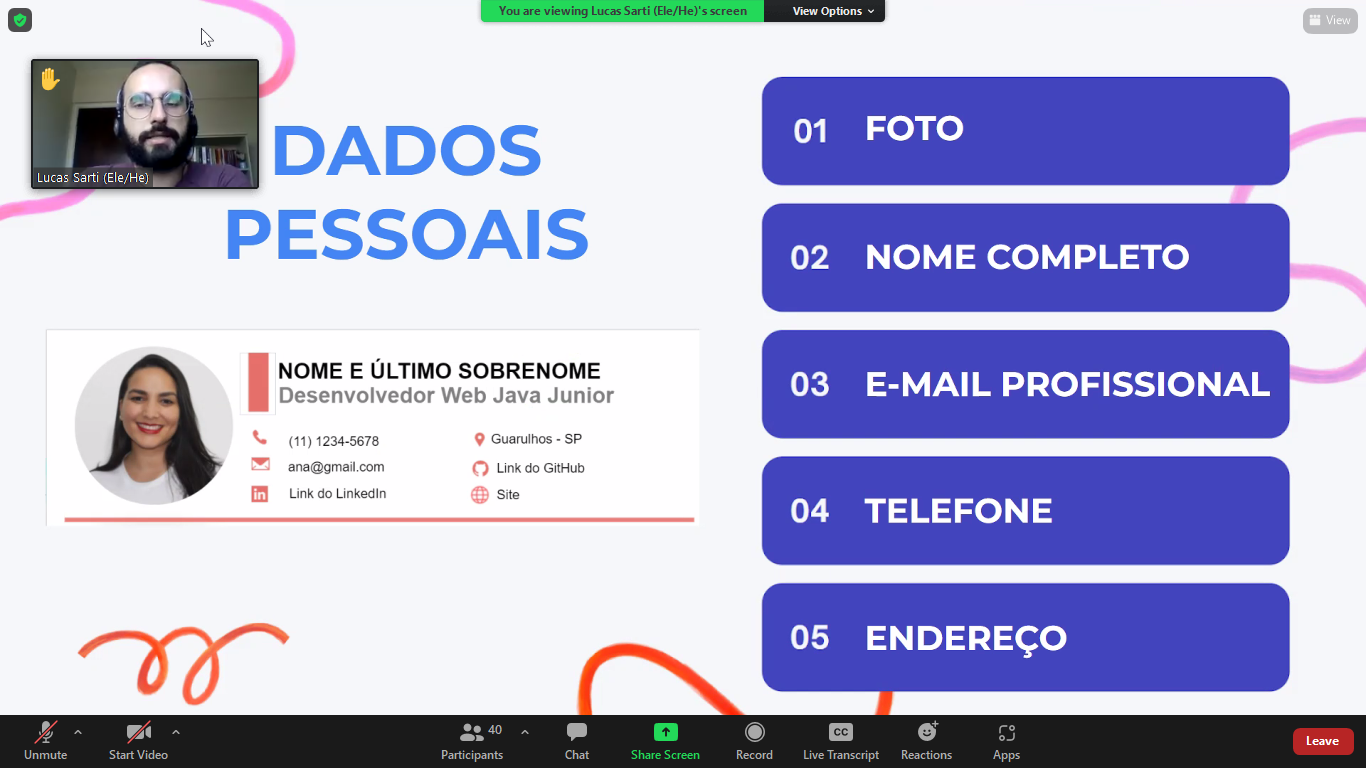 You are viewing Lucas Sarti (Ele/He)'s screen
View Options
View
Lucas Sarti (Ele/He)
DADOS
PESSOAIS
NOME E ÚLTIMO SOBRENOME
Desenvolvedor Web Java Junior
(11) 1234-5678
Guarulhos - SP
ana@gmail.com
Link do GitHub
in
Link do LinkedIn
Site
01 FOTO
02 NOME COMPLETO
03 E-MAIL PROFISSIONAL
04 TELEFONE
05 ENDEREÇO
Unmute
Start Video
40
Participants
Chat
Share Screen
Record
CC
Live Transcript
Reactions
Apps
Leave